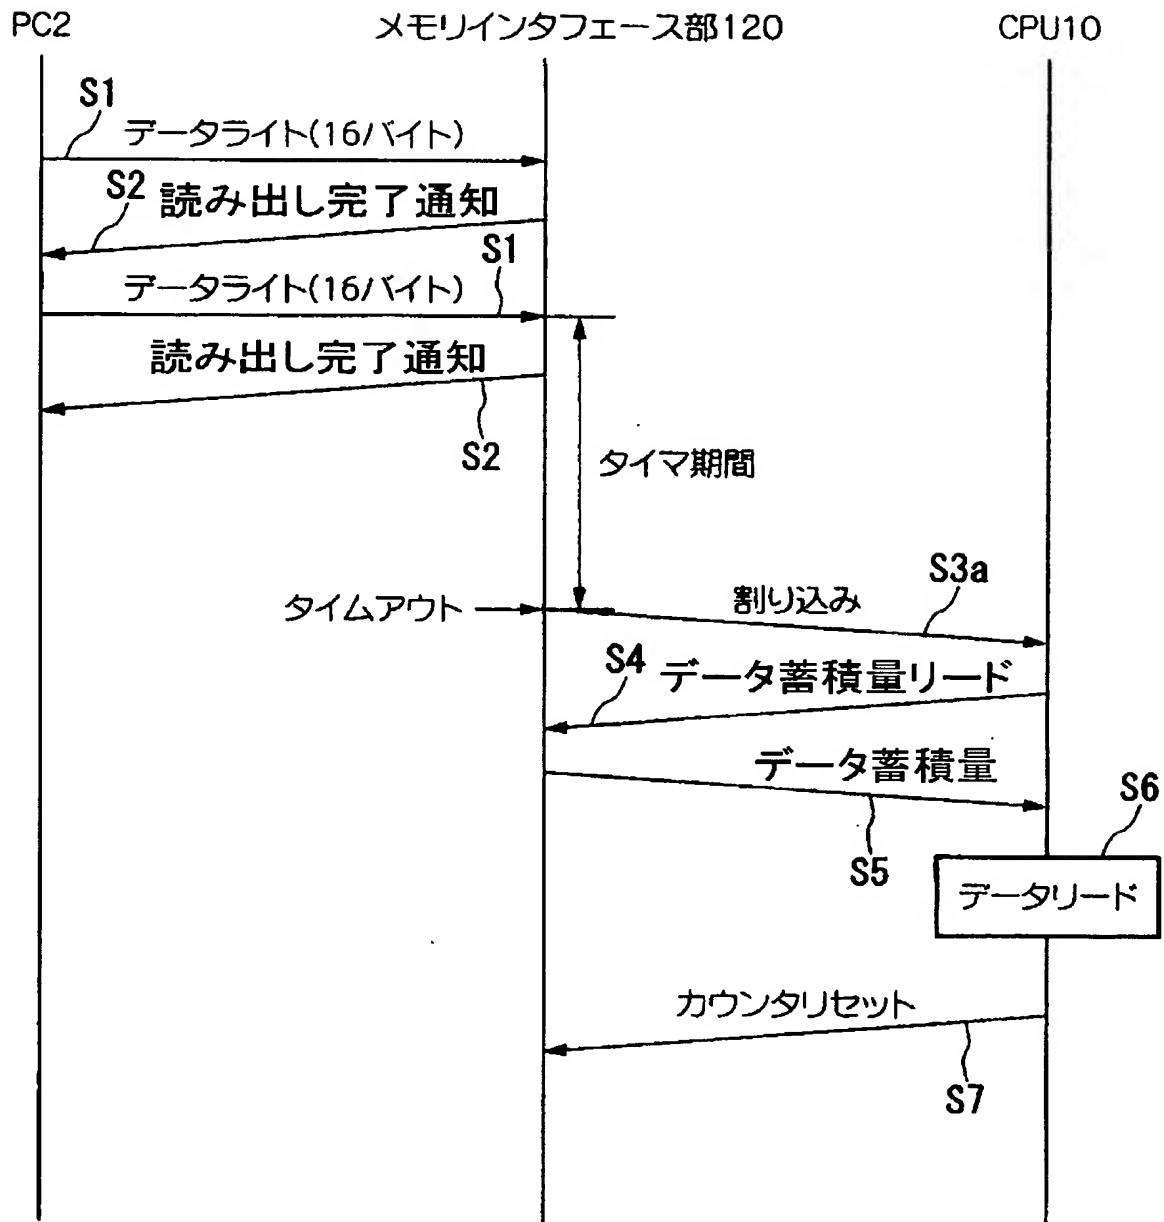 PC2
メモリインタフェース部120
CPU10
S1
データライト(16バイト)
S2
読み出し完了通知
S1
データライト(16バイト)
読み出し完了通知
S2
タイマ期間
タイムアウト
割り込み
S3a
S4
データ蓄積量リード
データ蓄積量
S5
S6
データリード
カウンタリセット
S7